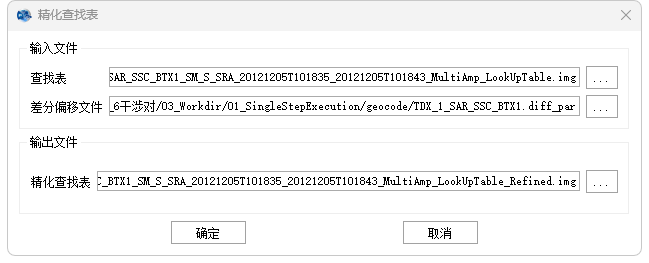 精化查找表
输入文件
查找表 SAR_SSC_BTX1_SM_S_SRA_20121205T101835_20121205T101843_MultiAmp_LookUpTable.img ...
差分偏移文件 _6干涉对/03_Workdir/01_SingleStepExecution/geocode/TDX_1_SAR_SSC_BTX1.diff_par ...
输出文件
精化查找表 C_BTX1_SM_S_SRA_20121205T101835_20121205T101843_MultiAmp_LookUpTable_Refined.img ...
确定 取消